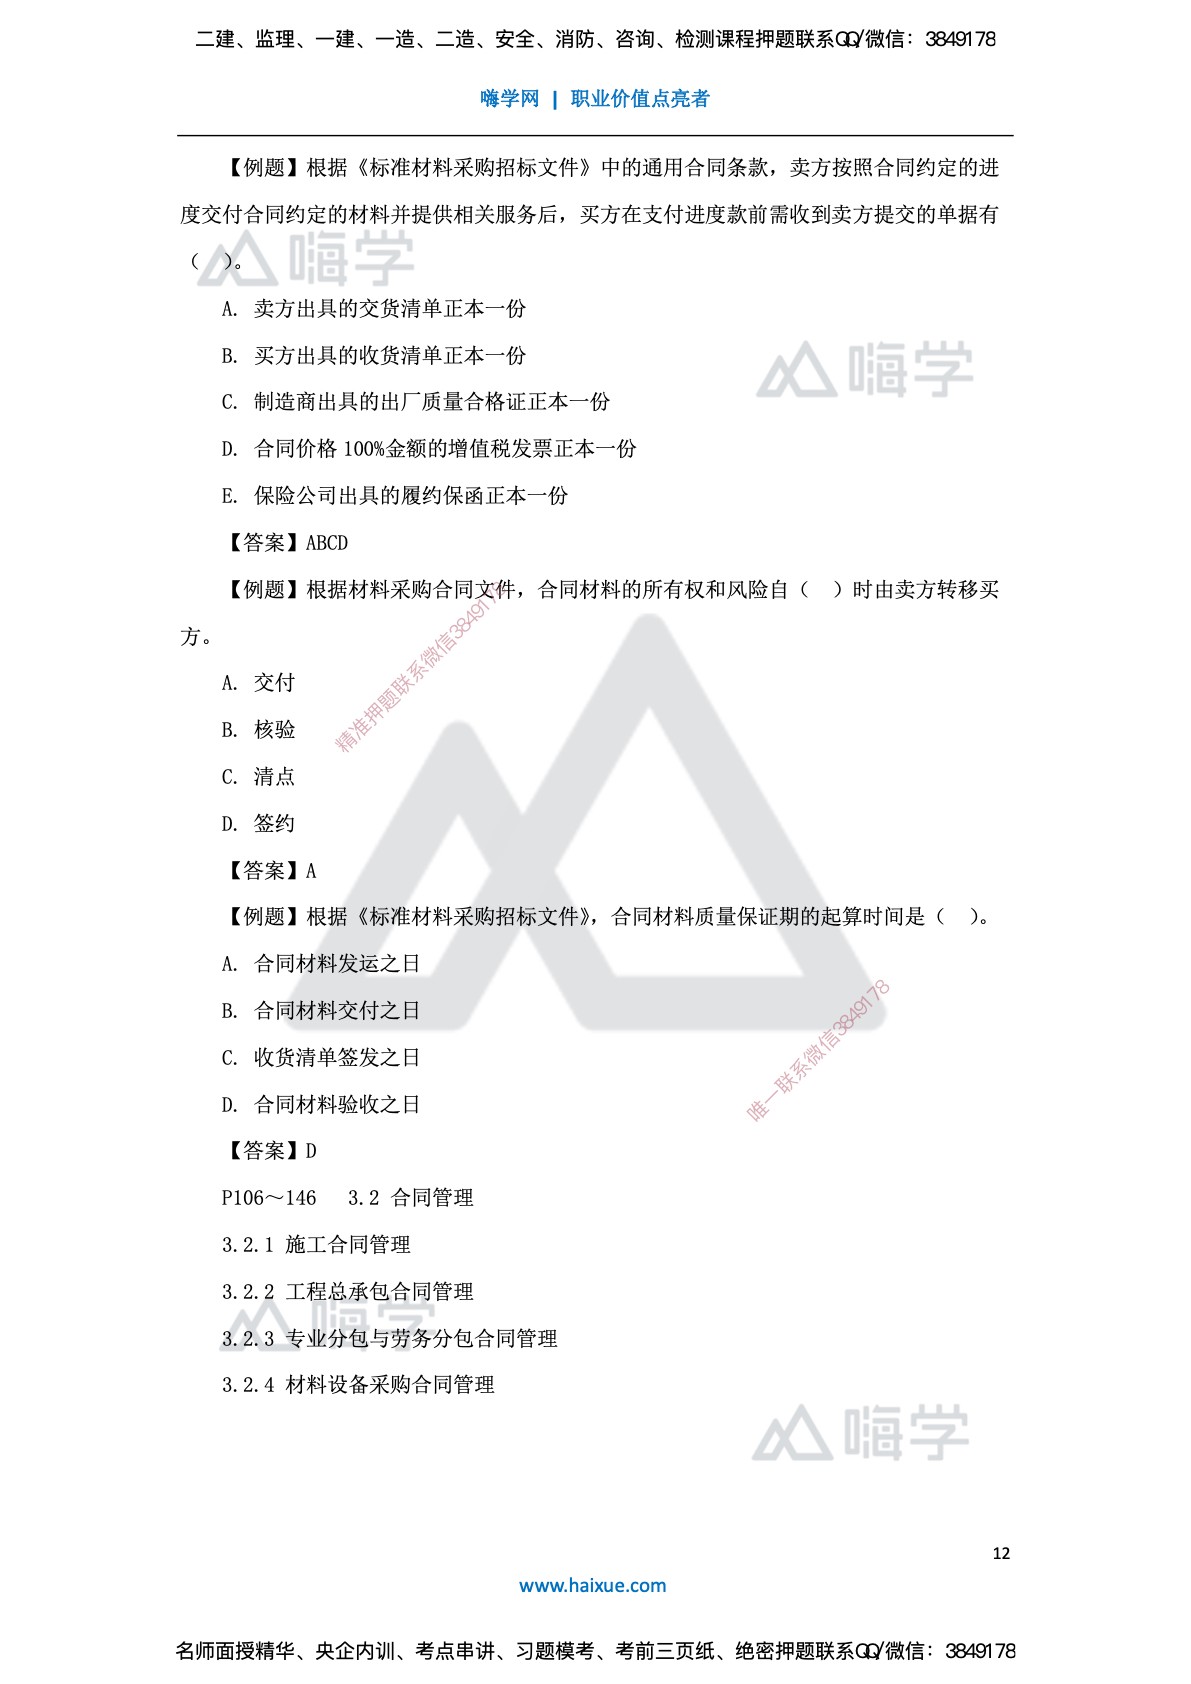 二建、监理、一建、一造、二造、安全、消防、咨询、检测课程押题联系QQ/微信：3849178
嗨学网 | 职业价值点亮者
【例题】根据《标准材料采购招标文件》中的通用合同条款，卖方按照合同约定的进
度交付合同约定的材料并提供相关服务后，买方在支付进度款前需收到卖方提交的单据有
（　）。
嗨学
A. 卖方出具的交货清单正本一份
B. 买方出具的收货清单正本一份
嗨学
C. 制造商出具的出厂质量合格证正本一份
D. 合同价格 100%金额的增值税发票正本一份
E. 保险公司出具的履约保函正本一份
【答案】ABCD
【例题】根据材料采购合同文件，合同材料的所有权和风险自（　）时由卖方转移买
方。
精准押题联系微信3849178
A. 交付
B. 核验
C. 清点
D. 签约
【答案】A
【例题】根据《标准材料采购招标文件》，合同材料质量保证期的起算时间是（　）。
A. 合同材料发运之日
B. 合同材料交付之日
C. 收货清单签发之日
唯一联系微信3849178
D. 合同材料验收之日
【答案】D
P106～146 3.2 合同管理
3.2.1 施工合同管理
3.2.2 工程总承包合同管理
嗨学
3.2.3 专业分包与劳务分包合同管理
3.2.4 材料设备采购合同管理
嗨学
12
www.haixue.com
名师面授精华、央企内训、考点串讲、习题模考、考前三页纸、绝密押题联系QQ/微信：3849178